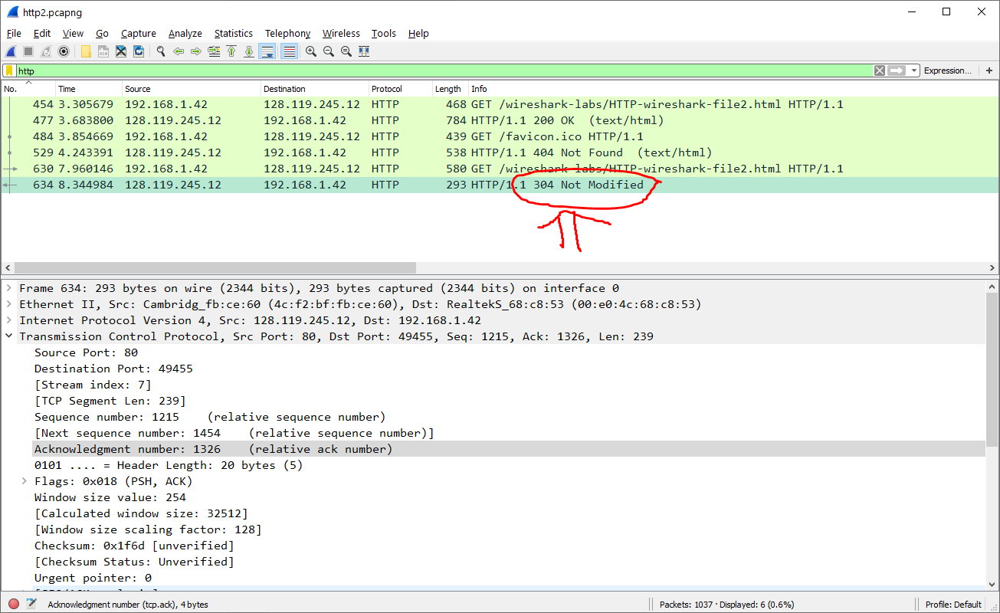 http2.pcapng
File Edit View Go Capture Analyze Statistics Telephony Wireless Tools Help
http Expression... +
No. Time Source Destination Protocol Length Info
454 3.305679 192.168.1.42 128.119.245.12 HTTP 468 GET /wireshark-labs/HTTP-wireshark-file2.html HTTP/1.1
477 3.683800 128.119.245.12 192.168.1.42 HTTP 784 HTTP/1.1 200 OK (text/html)
484 3.854669 192.168.1.42 128.119.245.12 HTTP 439 GET /favicon.ico HTTP/1.1
529 4.243391 128.119.245.12 192.168.1.42 HTTP 538 HTTP/1.1 404 Not Found (text/html)
630 7.960146 192.168.1.42 128.119.245.12 HTTP 580 GET /wireshark-labs/HTTP-wireshark-file2.html HTTP/1.1
634 8.344984 128.119.245.12 192.168.1.42 HTTP 293 HTTP/1.1 304 Not Modified
Frame 634: 293 bytes on wire (2344 bits), 293 bytes captured (2344 bits) on interface 0
Ethernet II, Src: Cambridg_fb:ce:60 (4c:f2:bf:fb:ce:60), Dst: RealtekS_68:c8:53 (00:e0:4c:68:c8:53)
Internet Protocol Version 4, Src: 128.119.245.12, Dst: 192.168.1.42
Transmission Control Protocol, Src Port: 80, Dst Port: 49455, Seq: 1215, Ack: 1326, Len: 239
Source Port: 80
Destination Port: 49455
[Stream index: 7]
[TCP Segment Len: 239]
Sequence number: 1215 (relative sequence number)
[Next sequence number: 1454 (relative sequence number)]
Acknowledgment number: 1326 (relative ack number)
0101 .... = Header Length: 20 bytes (5)
Flags: 0x018 (PSH, ACK)
Window size value: 254
[Calculated window size: 32512]
[Window size scaling factor: 128]
Checksum: 0x1f6d [unverified]
[Checksum Status: Unverified]
Urgent pointer: 0
Acknowledgment number (tcp.ack), 4 bytes Packets: 1037 · Displayed: 6 (0.6%) Profile: Default